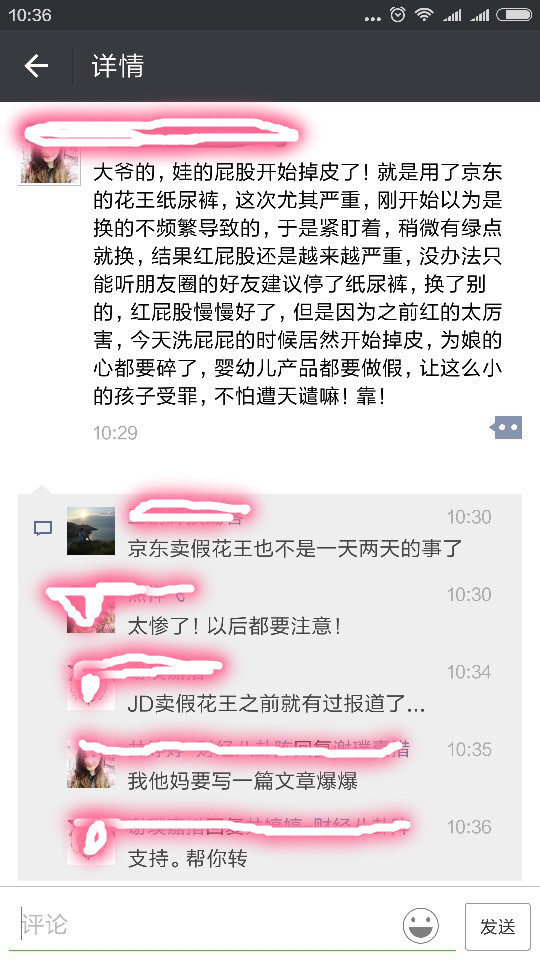 10:36
详情
大爷的，娃的屁股开始掉皮了！就是用了京东
的花王纸尿裤，这次尤其严重，刚开始以为是
换的不频繁导致的，于是紧盯着，稍微有绿点
就换，结果红屁股还是越来越严重，没办法只
能听朋友圈的好友建议停了纸尿裤，换了别
的，红屁股慢慢好了，但是因为之前红的太厉
害，今天洗屁屁的时候居然开始掉皮，为娘的
心都要碎了，婴幼儿产品都要做假，让这么小
的孩子受罪，不怕遭天谴嘛！靠！
10:29
10:30
京东卖假花王也不是一天两天的事了
10:30
太惨了！以后都要注意！
10:34
JD卖假花王之前就有过报道了...
10:35
我他妈要写一篇文章爆爆
10:36
支持。帮你转
评论
发送